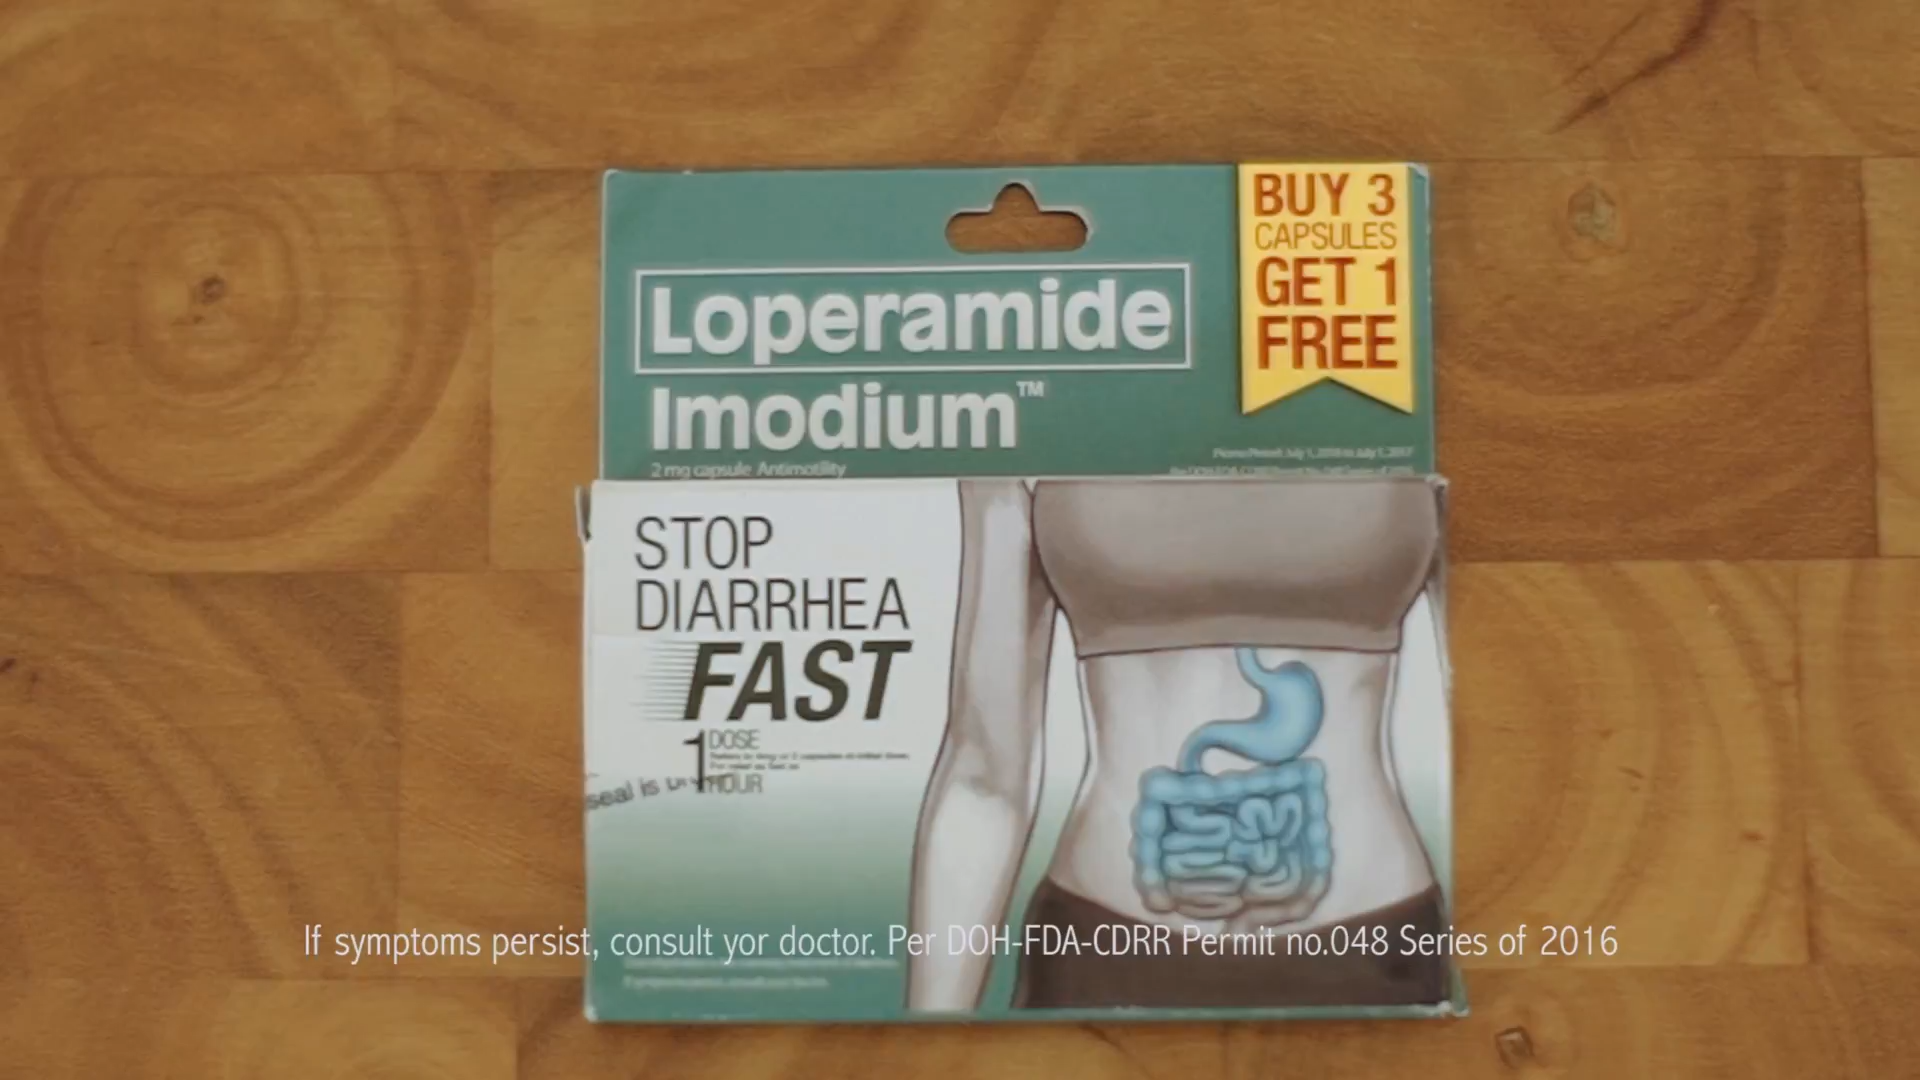 BUY 3
CAPSULES
GET 1
FREE
Loperamide
Imodium™
2 mg capsule Antimotility
STOP
DIARRHEA
FAST
1 DOSE
HOUR
seal is
If symptoms persist, consult yor doctor. Per DOH-FDA-CDRR Permit no.048 Series of 2016